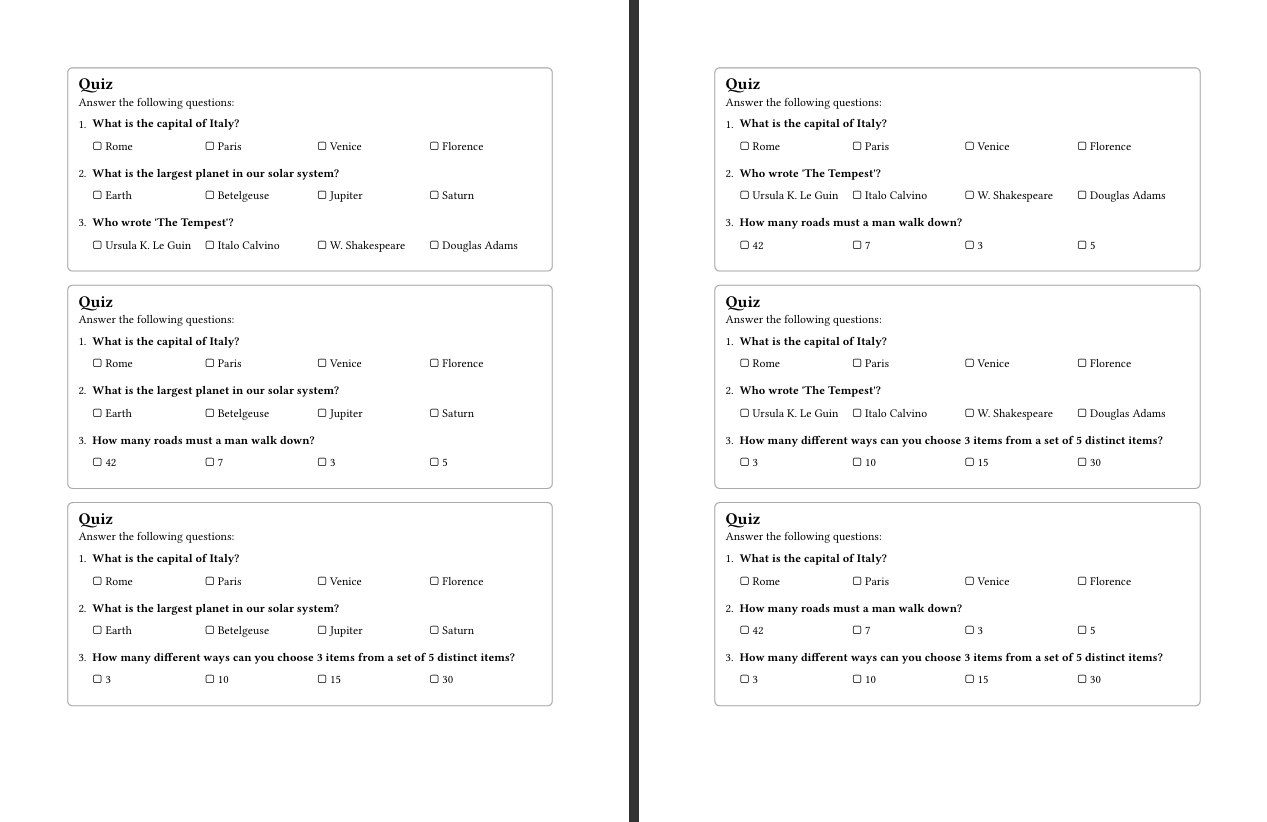 Quiz
Answer the following questions:
1. What is the capital of Italy?
Rome Paris Venice Florence
2. What is the largest planet in our solar system?
Earth Betelgeuse Jupiter Saturn
3. Who wrote 'The Tempest'?
Ursula K. Le Guin Italo Calvino W. Shakespeare Douglas Adams
Quiz
Answer the following questions:
1. What is the capital of Italy?
Rome Paris Venice Florence
2. What is the largest planet in our solar system?
Earth Betelgeuse Jupiter Saturn
3. How many roads must a man walk down?
42 7 3 5
Quiz
Answer the following questions:
1. What is the capital of Italy?
Rome Paris Venice Florence
2. What is the largest planet in our solar system?
Earth Betelgeuse Jupiter Saturn
3. How many different ways can you choose 3 items from a set of 5 distinct items?
3 10 15 30
Quiz
Answer the following questions:
1. What is the capital of Italy?
Rome Paris Venice Florence
2. Who wrote 'The Tempest'?
Ursula K. Le Guin Italo Calvino W. Shakespeare Douglas Adams
3. How many roads must a man walk down?
42 7 3 5
Quiz
Answer the following questions:
1. What is the capital of Italy?
Rome Paris Venice Florence
2. Who wrote 'The Tempest'?
Ursula K. Le Guin Italo Calvino W. Shakespeare Douglas Adams
3. How many different ways can you choose 3 items from a set of 5 distinct items?
3 10 15 30
Quiz
Answer the following questions:
1. What is the capital of Italy?
Rome Paris Venice Florence
2. How many roads must a man walk down?
42 7 3 5
3. How many different ways can you choose 3 items from a set of 5 distinct items?
3 10 15 30